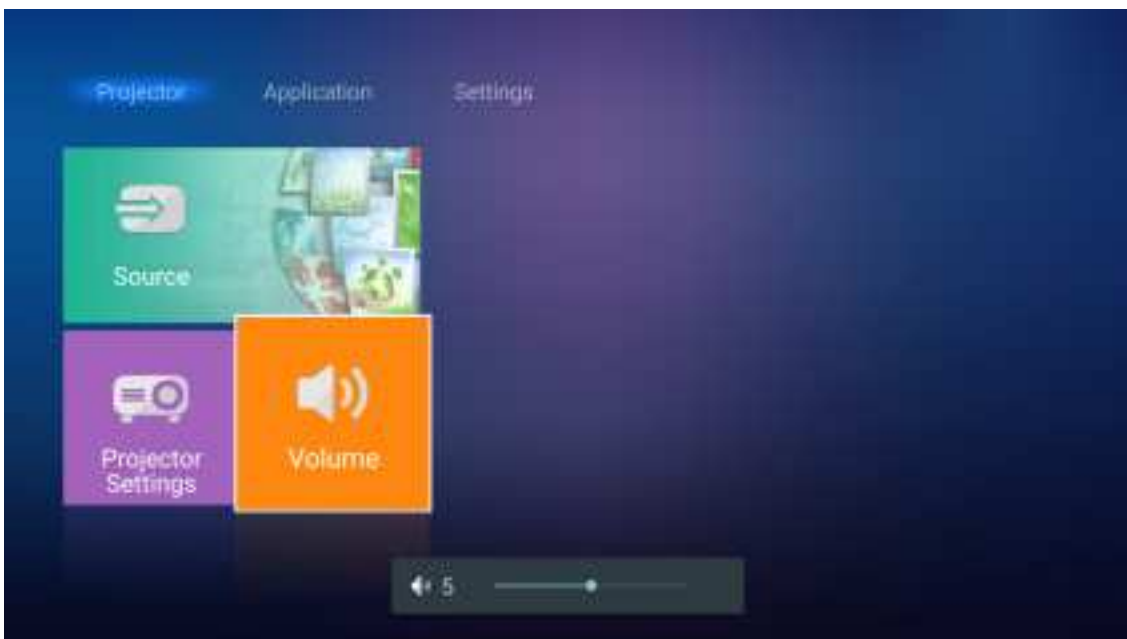 Projector Application Settings
Source
Projector
Settings
Volume
5